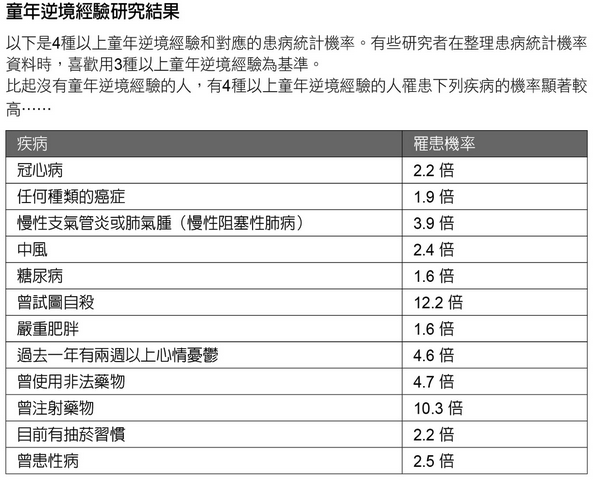 童年逆境經驗研究結果
以下是4種以上童年逆境經驗和對應的患病統計機率。有些研究者在整理患病統計機率
資料時，喜歡用3種以上童年逆境經驗為基準。
比起沒有童年逆境經驗的人，有4種以上童年逆境經驗的人罹患下列疾病的機率顯著較
高……
疾病 罹患機率
冠心病 2.2 倍
任何種類的癌症 1.9 倍
慢性支氣管炎或肺氣腫（慢性阻塞性肺病） 3.9 倍
中風 2.4 倍
糖尿病 1.6 倍
曾試圖自殺 12.2 倍
嚴重肥胖 1.6 倍
過去一年有兩週以上心情憂鬱 4.6 倍
曾使用非法藥物 4.7 倍
曾注射藥物 10.3 倍
目前有抽菸習慣 2.2 倍
曾患性病 2.5 倍